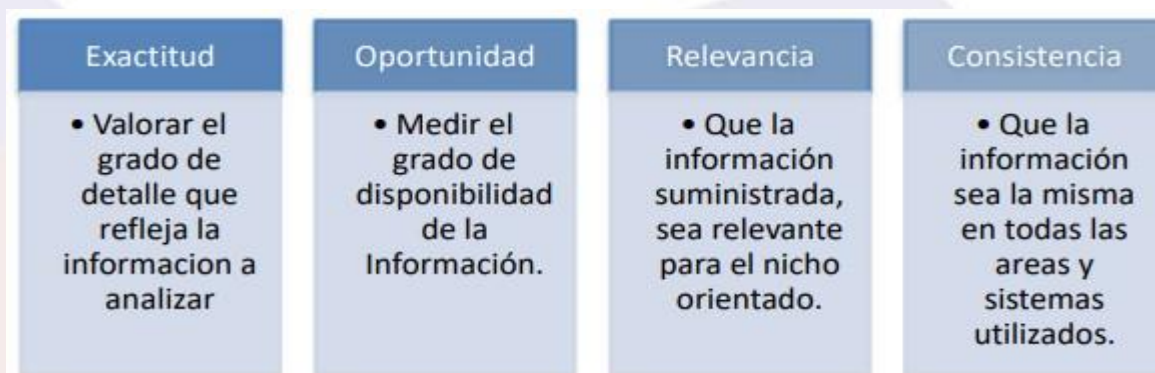 Exactitud
• Valorar el
grado de
detalle que
refleja la
informacion a
analizar
Oportunidad
• Medir el
grado de
disponibilidad
de la
Información.
Relevancia
• Que la
información
suministrada,
sea relevante
para el nicho
orientado.
Consistencia
• Que la
información
sea la misma
en todas las
areas y
sistemas
utilizados.